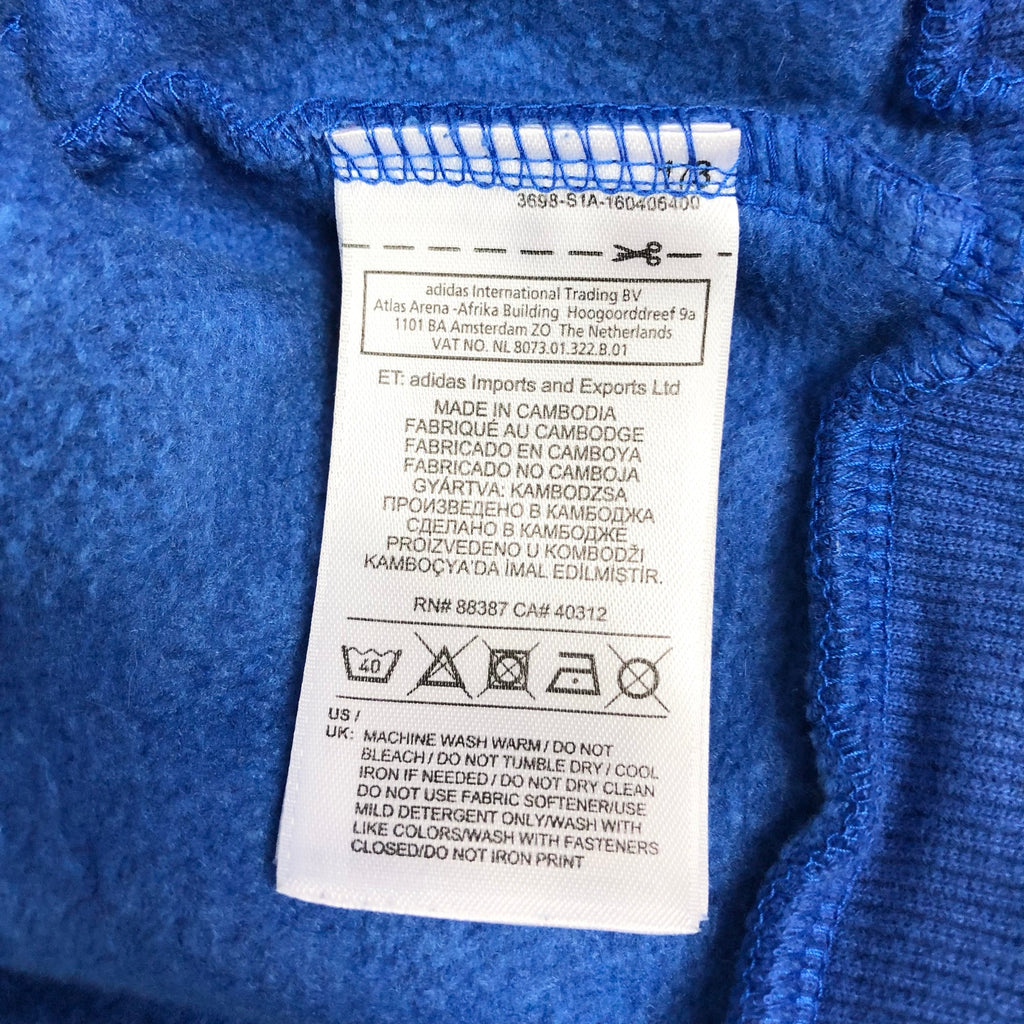 173
3698-S1A-160406400
adidas International Trading BV
Atlas Arena -Afrika Building Hoogoorddreef 9a
1101 BA Amsterdam ZO The Netherlands
VAT NO. NL 8073.01.322.B.01
ET: adidas Imports and Exports Ltd
MADE IN CAMBODIA
FABRIQUÉ AU CAMBODGE
FABRICADO EN CAMBOYA
FABRICADO NO CAMBOJA
GYÁRTVA: KAMBODZSA
ПРОИЗВЕДЕНО В КАМБОДЖА
СДЕЛАНО В КАМБОДЖЕ
PROIZVEDENO U KOMBODŽI
KAMBOÇYA'DA İMAL EDİLMİŞTİR.
RN# 88387 CA# 40312
40
US /
UK: MACHINE WASH WARM / DO NOT
BLEACH / DO NOT TUMBLE DRY / COOL
IRON IF NEEDED / DO NOT DRY CLEAN
DO NOT USE FABRIC SOFTENER/USE
MILD DETERGENT ONLY/WASH WITH
LIKE COLORS/WASH WITH FASTENERS
CLOSED/DO NOT IRON PRINT